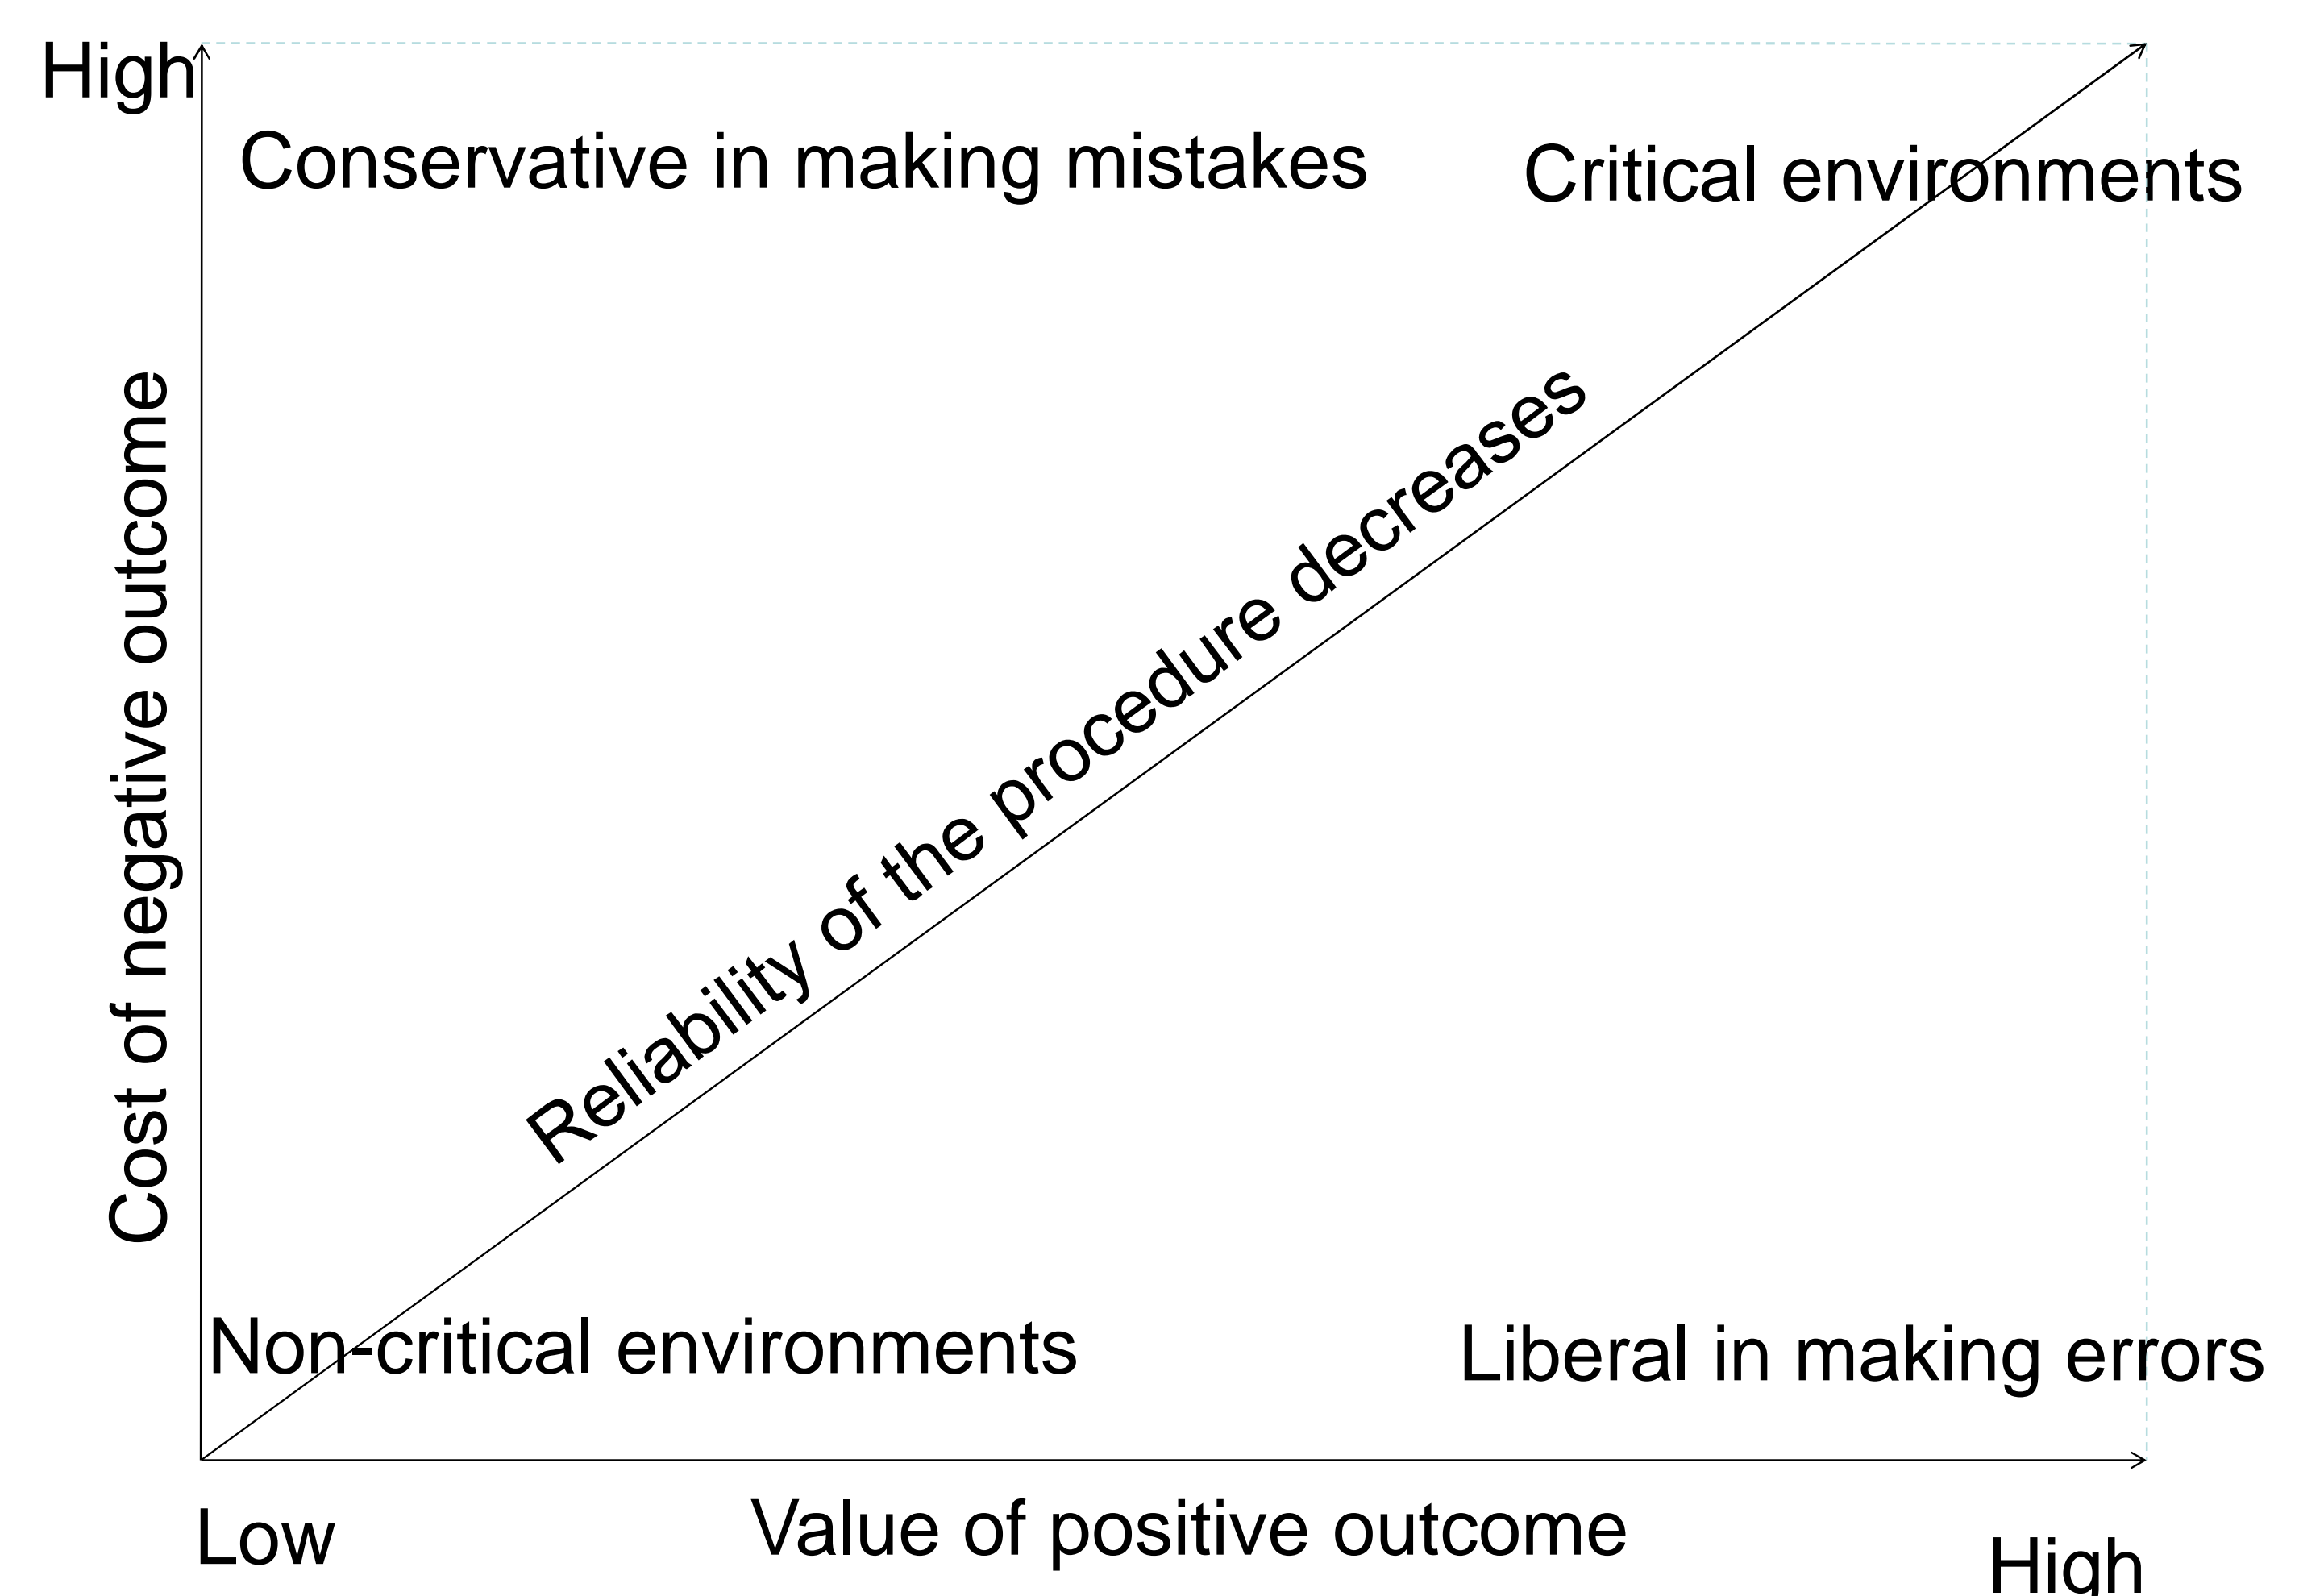 High
Conservative in making mistakes
Critical environments
Cost of negative outcome
Reliability of the procedure decreases
Non-critical environments
Liberal in making errors
Low
Value of positive outcome
High